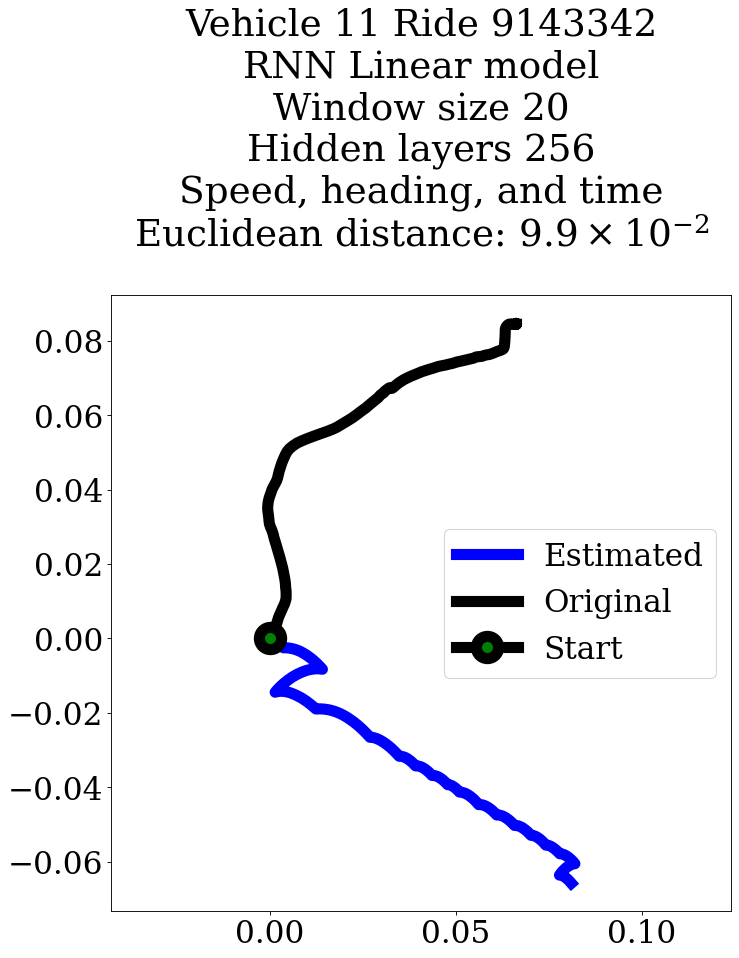 Vehicle 11 Ride 9143342
RNN Linear model
Window size 20
Hidden layers 256
Speed, heading, and time
Euclidean distance: 9.9 × 10⁻²
0.08
0.06
0.04
0.02
0.00
−0.02
−0.04
−0.06
Estimated
Original
Start
0.00 0.05 0.10